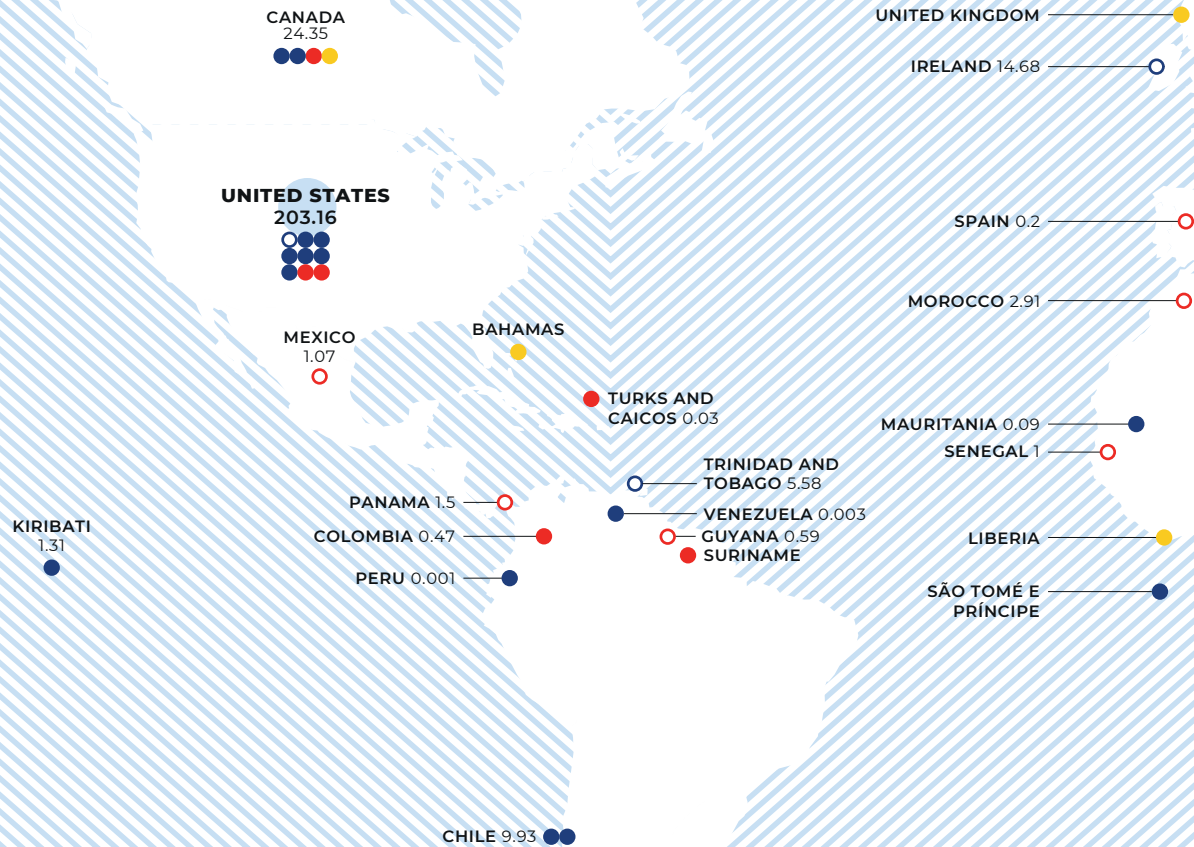 CANADA
24.35
UNITED KINGDOM
IRELAND 14.68
UNITED STATES
203.16
SPAIN 0.2
MOROCCO 2.91
MEXICO
1.07
BAHAMAS
TURKS AND
CAICOS 0.03
MAURITANIA 0.09
SENEGAL 1
TRINIDAD AND
TOBAGO 5.58
PANAMA 1.5
VENEZUELA 0.003
KIRIBATI
1.31
COLOMBIA 0.47
GUYANA 0.59
SURINAME
LIBERIA
PERU 0.001
SÃO TOMÉ E
PRÍNCIPE
CHILE 9.93